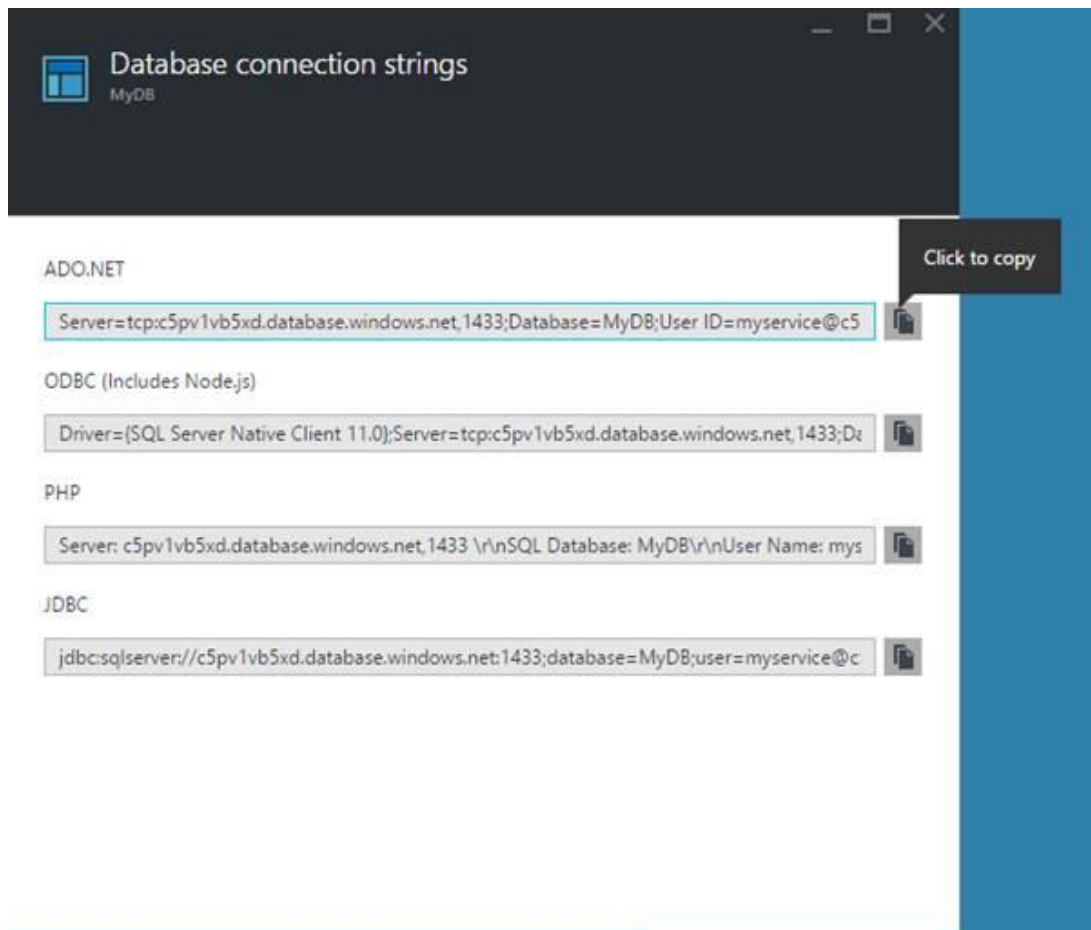 Database connection strings
MyDB
Click to copy
ADO.NET
Server=tcp:c5pv1vb5xd.database.windows.net,1433;Database=MyDB;User ID=myservice@c5
ODBC (Includes Node.js)
Driver={SQL Server Native Client 11.0};Server=tcp:c5pv1vb5xd.database.windows.net,1433;Da
PHP
Server: c5pv1vb5xd.database.windows.net,1433 \r\nSQL Database: MyDB\r\nUser Name: mys
JDBC
jdbc:sqlserver://c5pv1vb5xd.database.windows.net:1433;database=MyDB;user=myservice@c